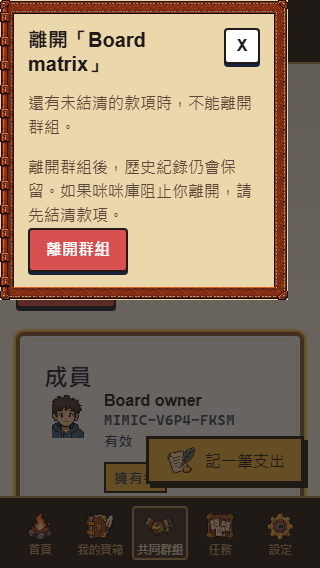 離開「Board
matrix」
X
還有未結清的款項時，不能離開
群組。
離開群組後，歷史紀錄仍會保
留。如果咪咪庫阻止你離開，請
先結清款項。
離開群組
成員
Board owner
MIMIC-V6P4-FKSM
有效
擁有
記一筆支出
首頁
我的寶箱
共同群組
任務
設定